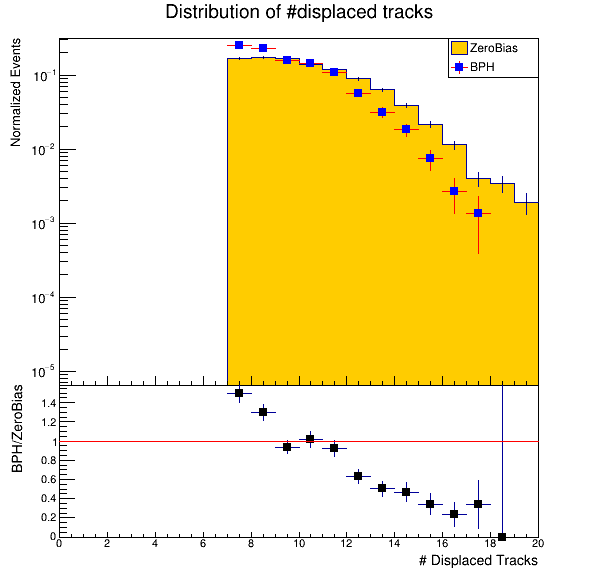 Distribution of #displaced tracks
Normalized Events
ZeroBias
BPH
10⁻¹
10⁻²
10⁻³
10⁻⁴
10⁻⁵
BPH/ZeroBias
1.4
1.2
1
0.8
0.6
0.4
0.2
0
0 2 4 6 8 10 12 14 16 18 20
# Displaced Tracks